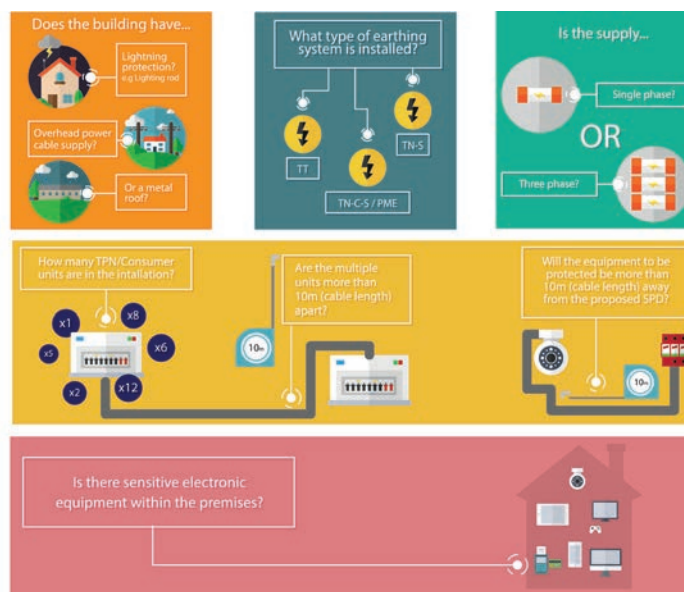 Does the building have...
Lightning
protection?
e.g Lighting rod
Overhead power
cable supply?
Or a metal
roof?
What type of earthing
system is installed?
TT
TN-C-S / PME
TN-S
Is the supply...
Single phase?
OR
Three phase?
How many TPN/Consumer
units are in the intallation?
x1
x8
x5
x6
x2
x12
Are the multiple
units more than
10m (cable length)
apart?
10m
Will the equipment to be
protected be more than
10m (cable length) away
from the proposed SPD?
10m
Is there sensitive electronic
equipment within the premises?